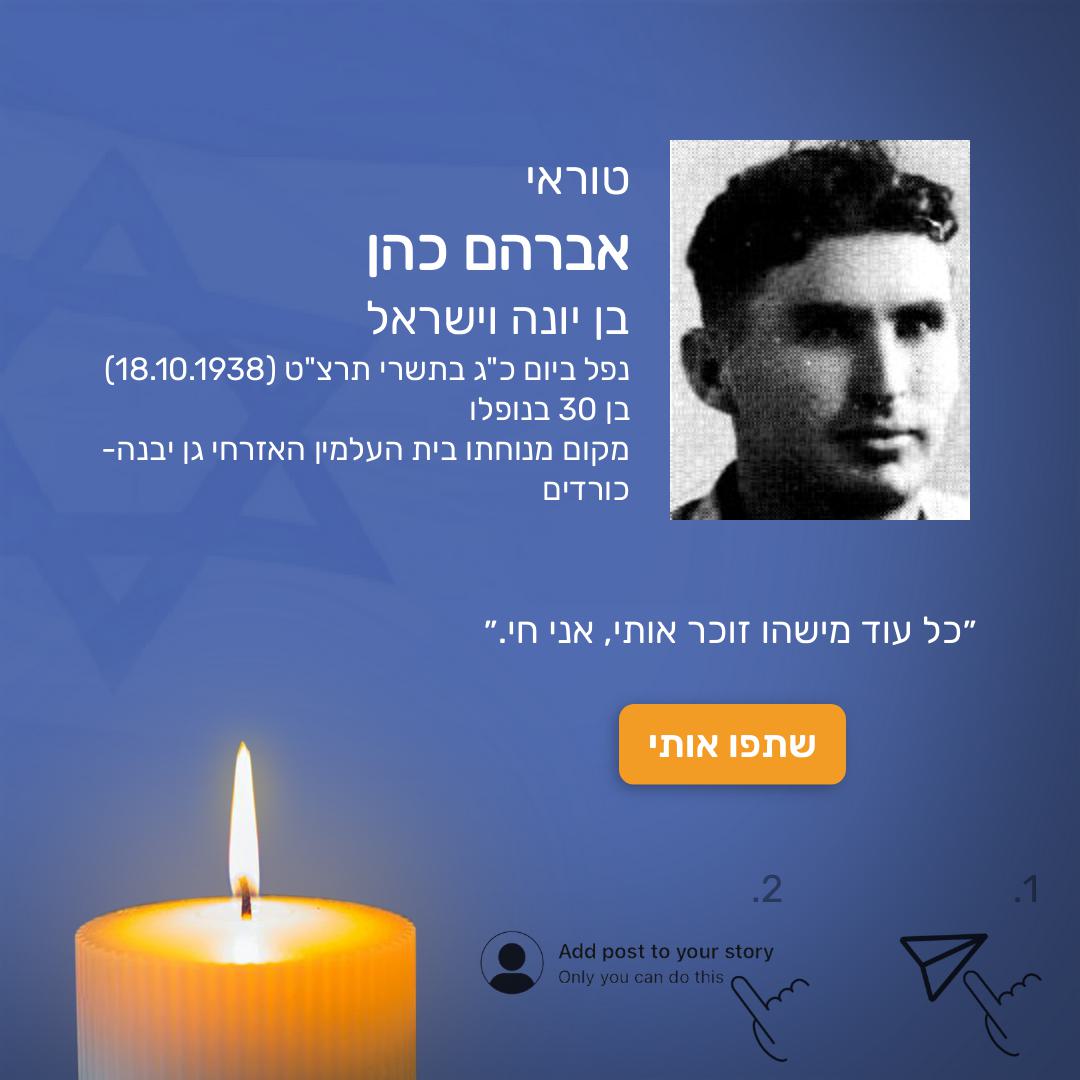 טוראי
אברהם כהן
בן יונה וישראל
נפל ביום כ"ג בתשרי תרצ"ט (18.10.1938)
בן 30 בנופלו
מקום מנוחתו בית העלמין האזרחי גן יבנה-
כורדים
״כל עוד מישהו זוכר אותי, אני חי.״
שתפו אותי
1.
2.
Add post to your story
Only you can do this